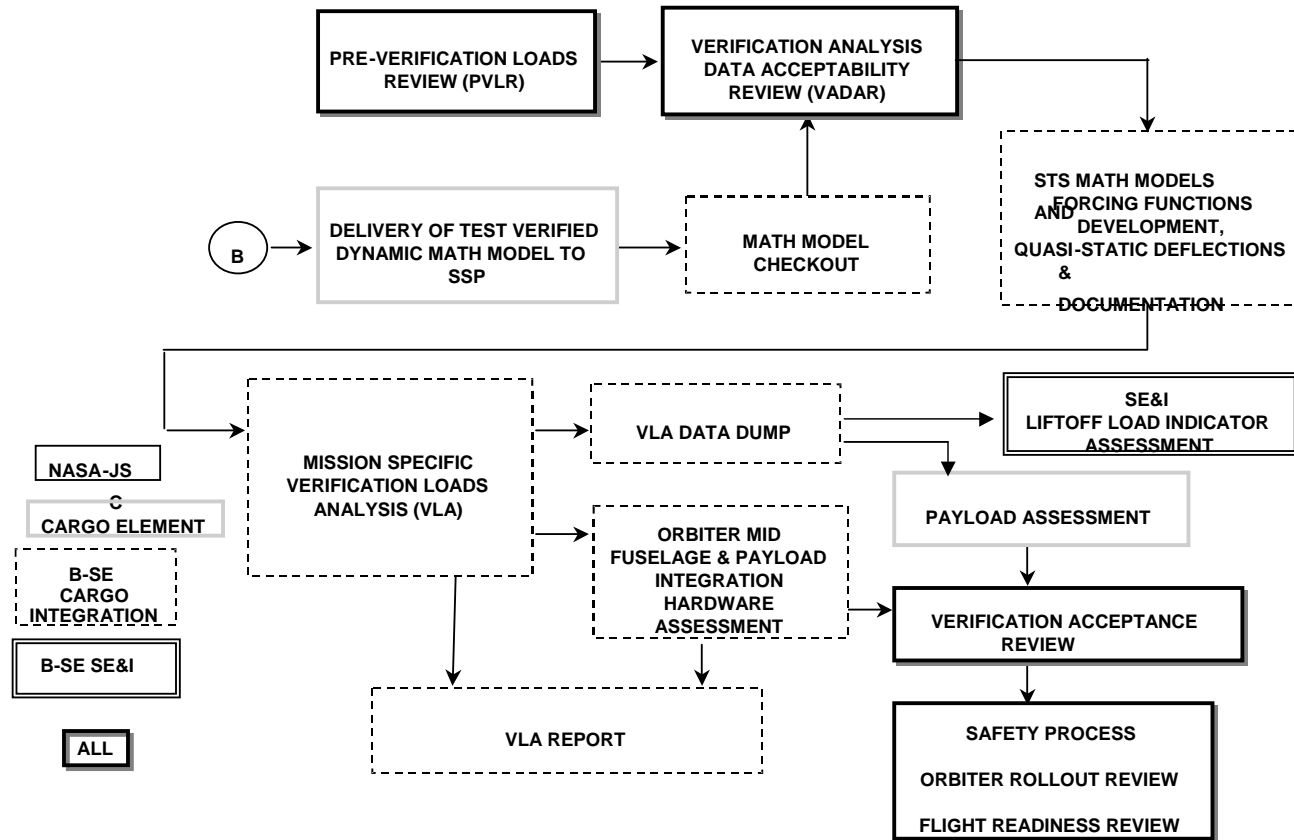 PRE-VERIFICATION LOADS
REVIEW (PVLR)
VERIFICATION ANALYSIS
DATA ACCEPTABILITY
REVIEW (VADAR)
B
DELIVERY OF TEST VERIFIED
DYNAMIC MATH MODEL TO
SSP
MATH MODEL
CHECKOUT
STS MATH MODELS
FORCING FUNCTIONS
AND
DEVELOPMENT,
QUASI-STATIC DEFLECTIONS
&
DOCUMENTATION
MISSION SPECIFIC
VERIFICATION LOADS
ANALYSIS (VLA)
VLA DATA DUMP
SE&I
LIFTOFF LOAD INDICATOR
ASSESSMENT
PAYLOAD ASSESSMENT
ORBITER MID
FUSELAGE & PAYLOAD
INTEGRATION
HARDWARE
ASSESSMENT
VERIFICATION ACCEPTANCE
REVIEW
VLA REPORT
SAFETY PROCESS
ORBITER ROLLOUT REVIEW
FLIGHT READINESS REVIEW
NASA-JS
C
CARGO ELEMENT
B-SE
CARGO
INTEGRATION
B-SE SE&I
ALL